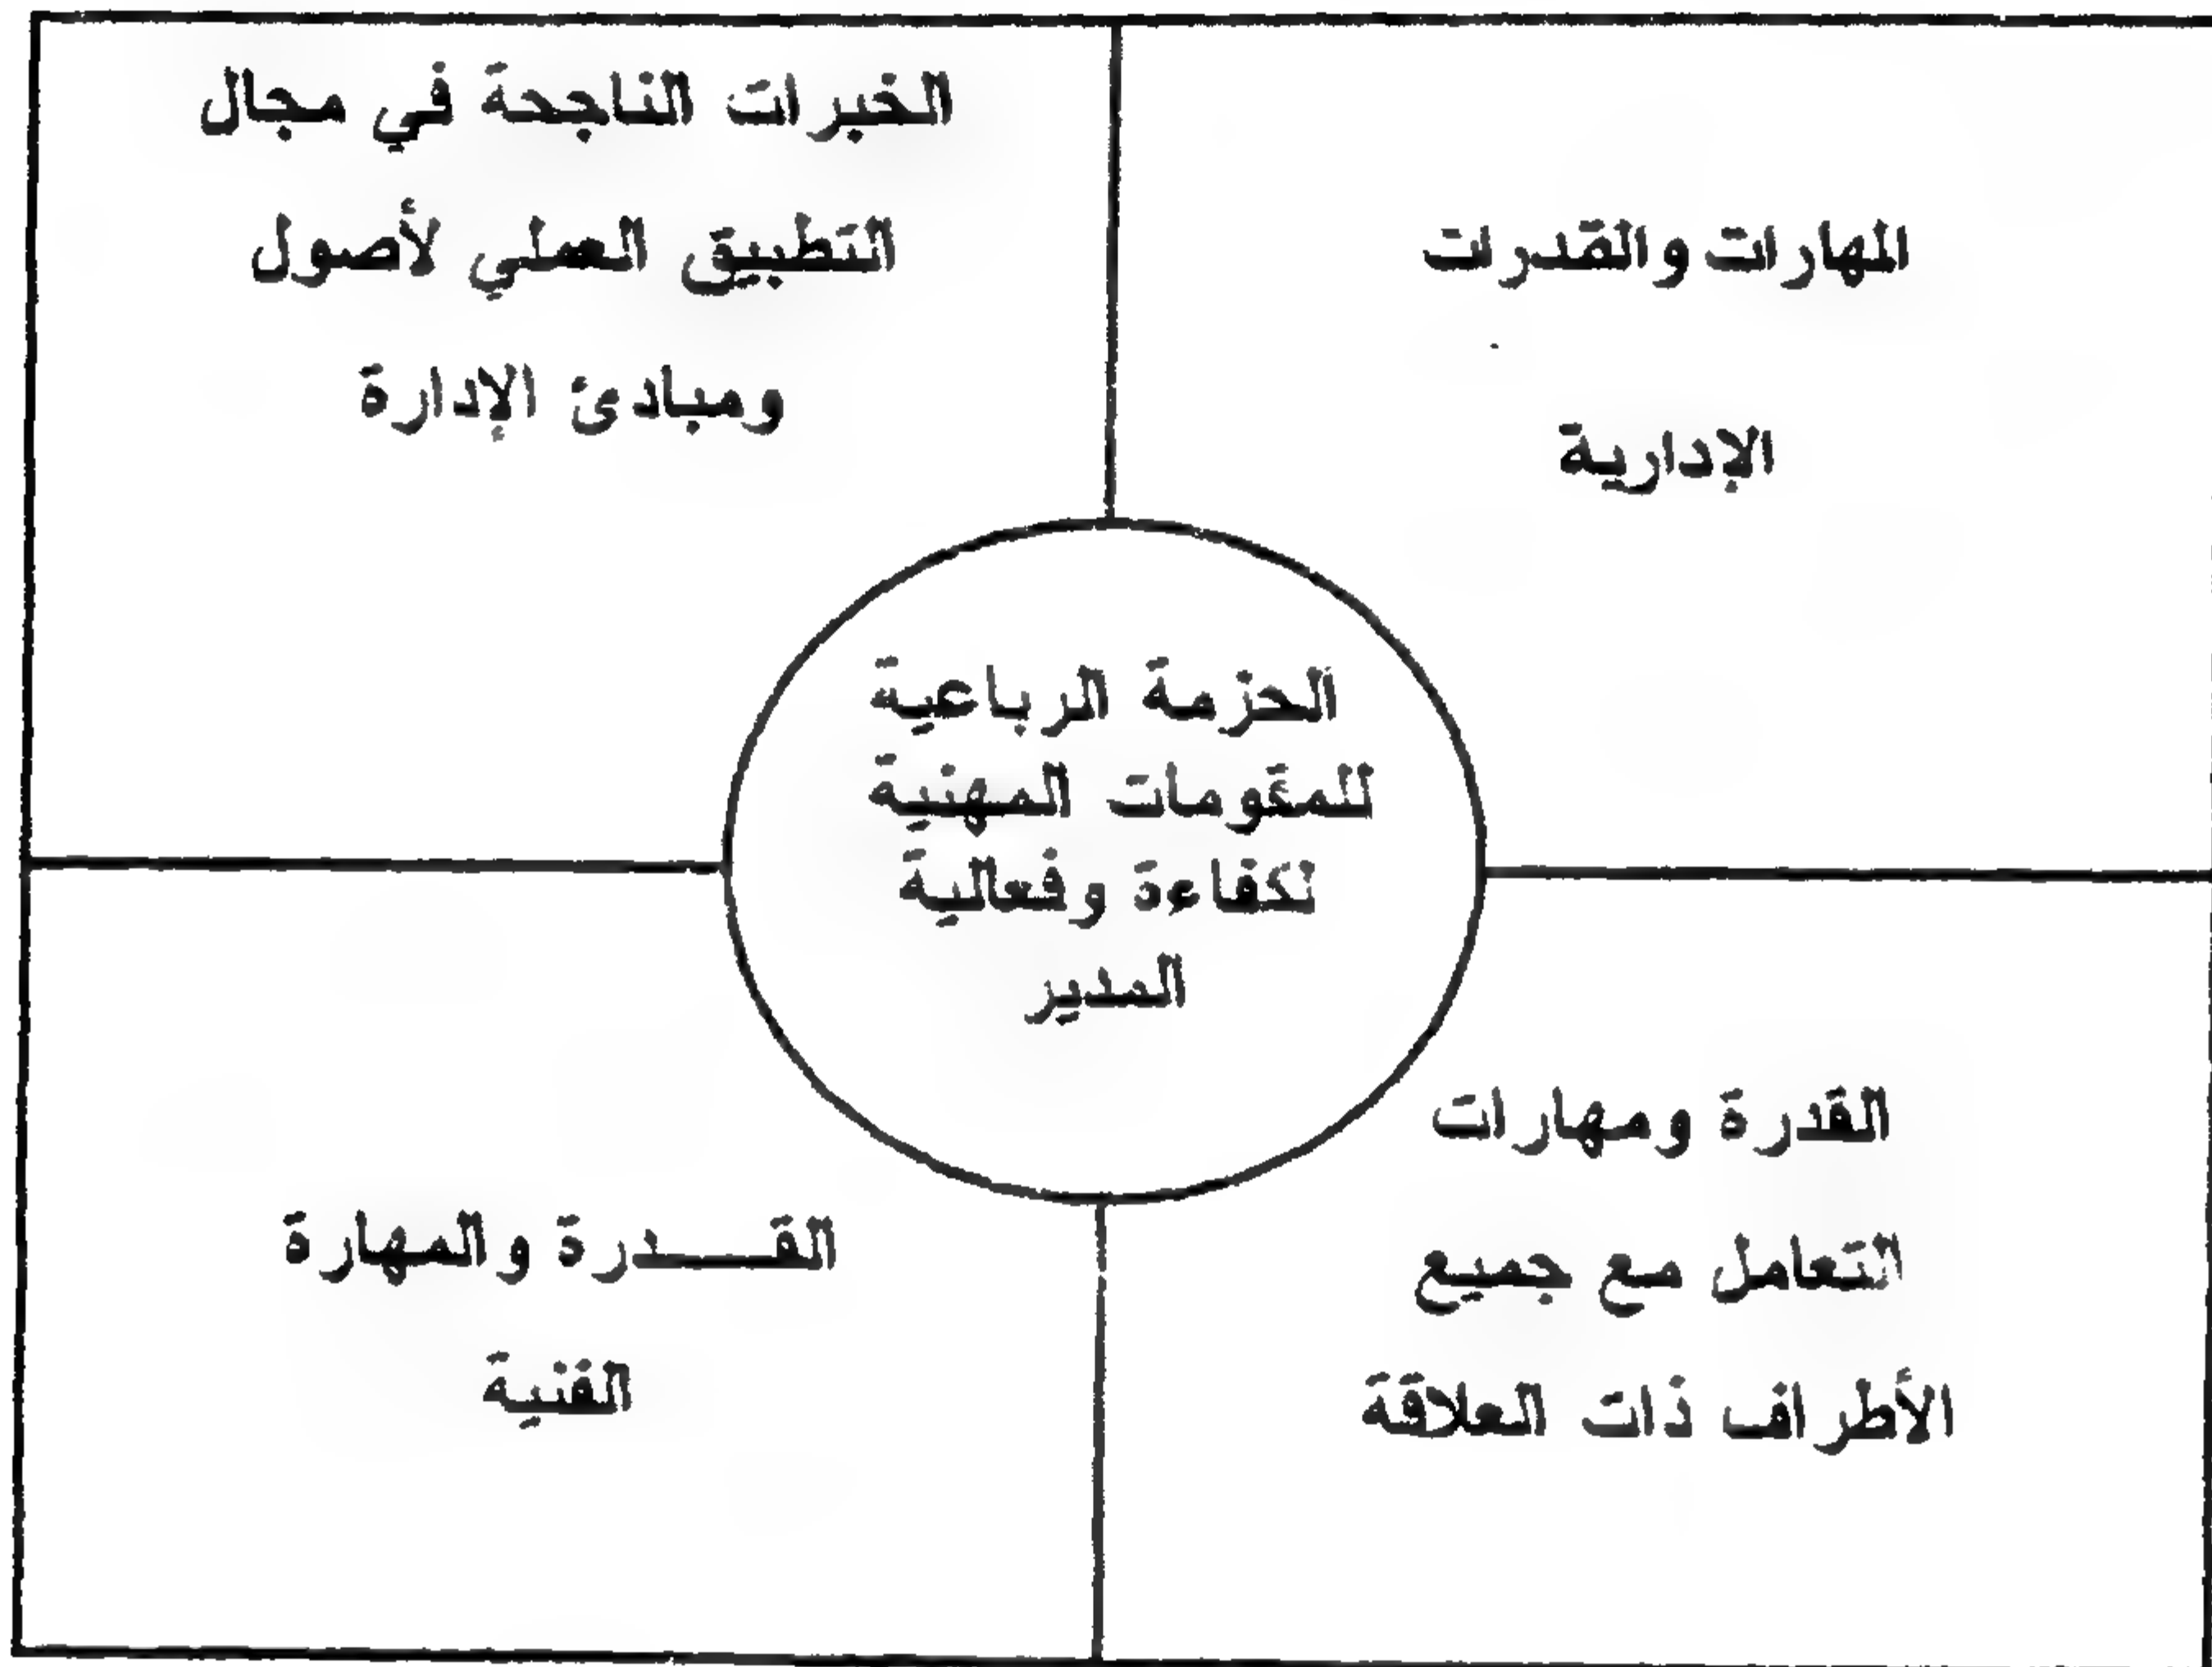 المهارات والقدرات
الإدارية
الخبرات الناجحة في مجال
التطبيق العملي لأصول
ومبادئ الإدارة
الحزمة الرباعية
للمقومات المهنية
لكفاءة وفعالية
المدير
القدرة ومهارات
التعامل مع جميع
الأطراف ذات العلاقة
القــــدرة والمهارة
الفنية